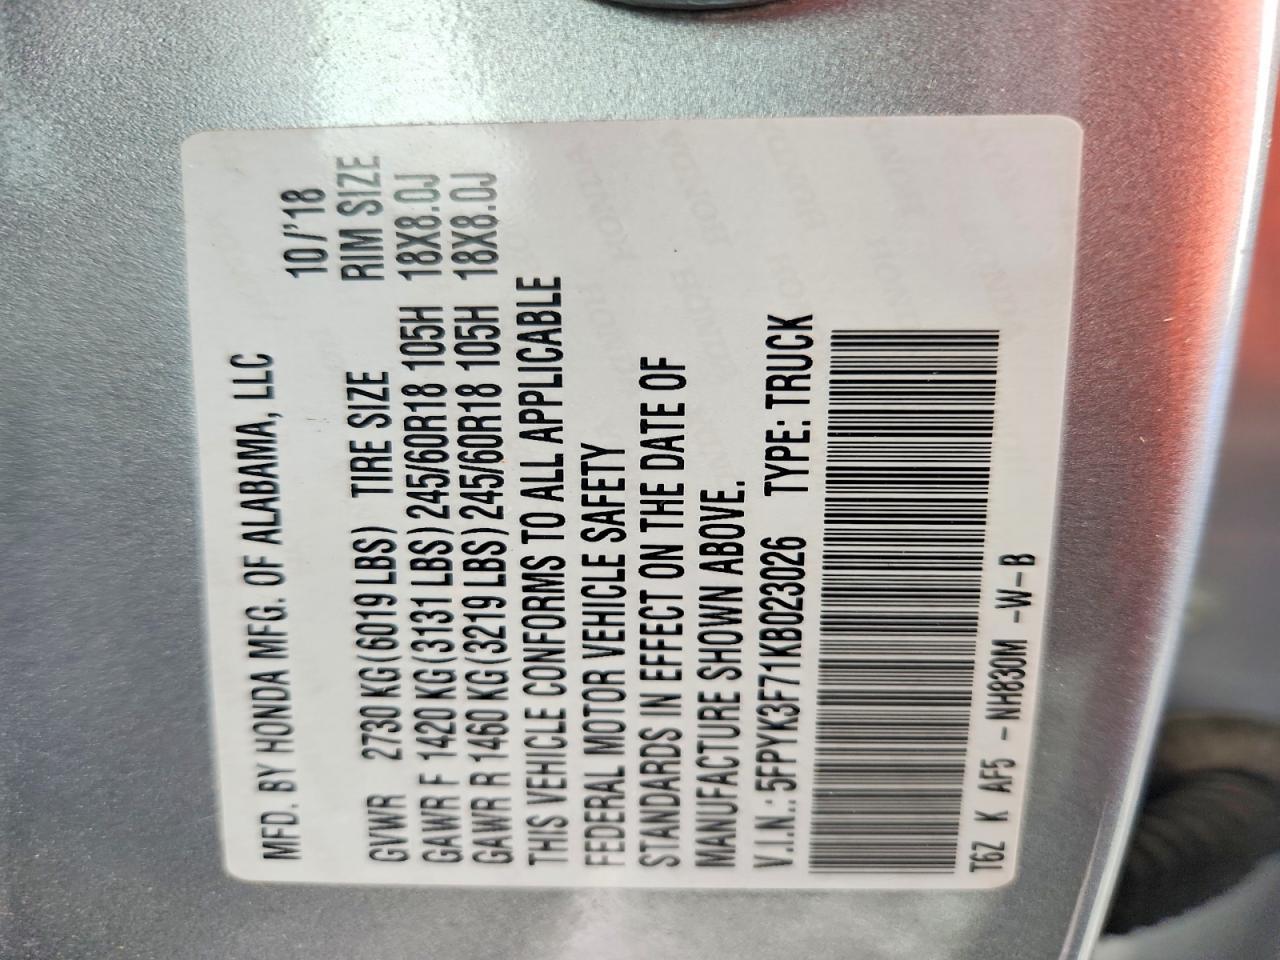 MFD. BY HONDA MFG. OF ALABAMA, LLC
10/'18
GVWR 2730 KG(6019 LBS) TIRE SIZE RIM SIZE
GAWR F 1420 KG(3131 LBS) 245/60R18 105H 18X8.0J
GAWR R 1460 KG(3219 LBS) 245/60R18 105H 18X8.0J
THIS VEHICLE CONFORMS TO ALL APPLICABLE
FEDERAL MOTOR VEHICLE SAFETY
STANDARDS IN EFFECT ON THE DATE OF
MANUFACTURE SHOWN ABOVE.
V.I.N.: 5FPYK3F71KB023026 TYPE: TRUCK
T6Z K AF5 - NH830M -W-B